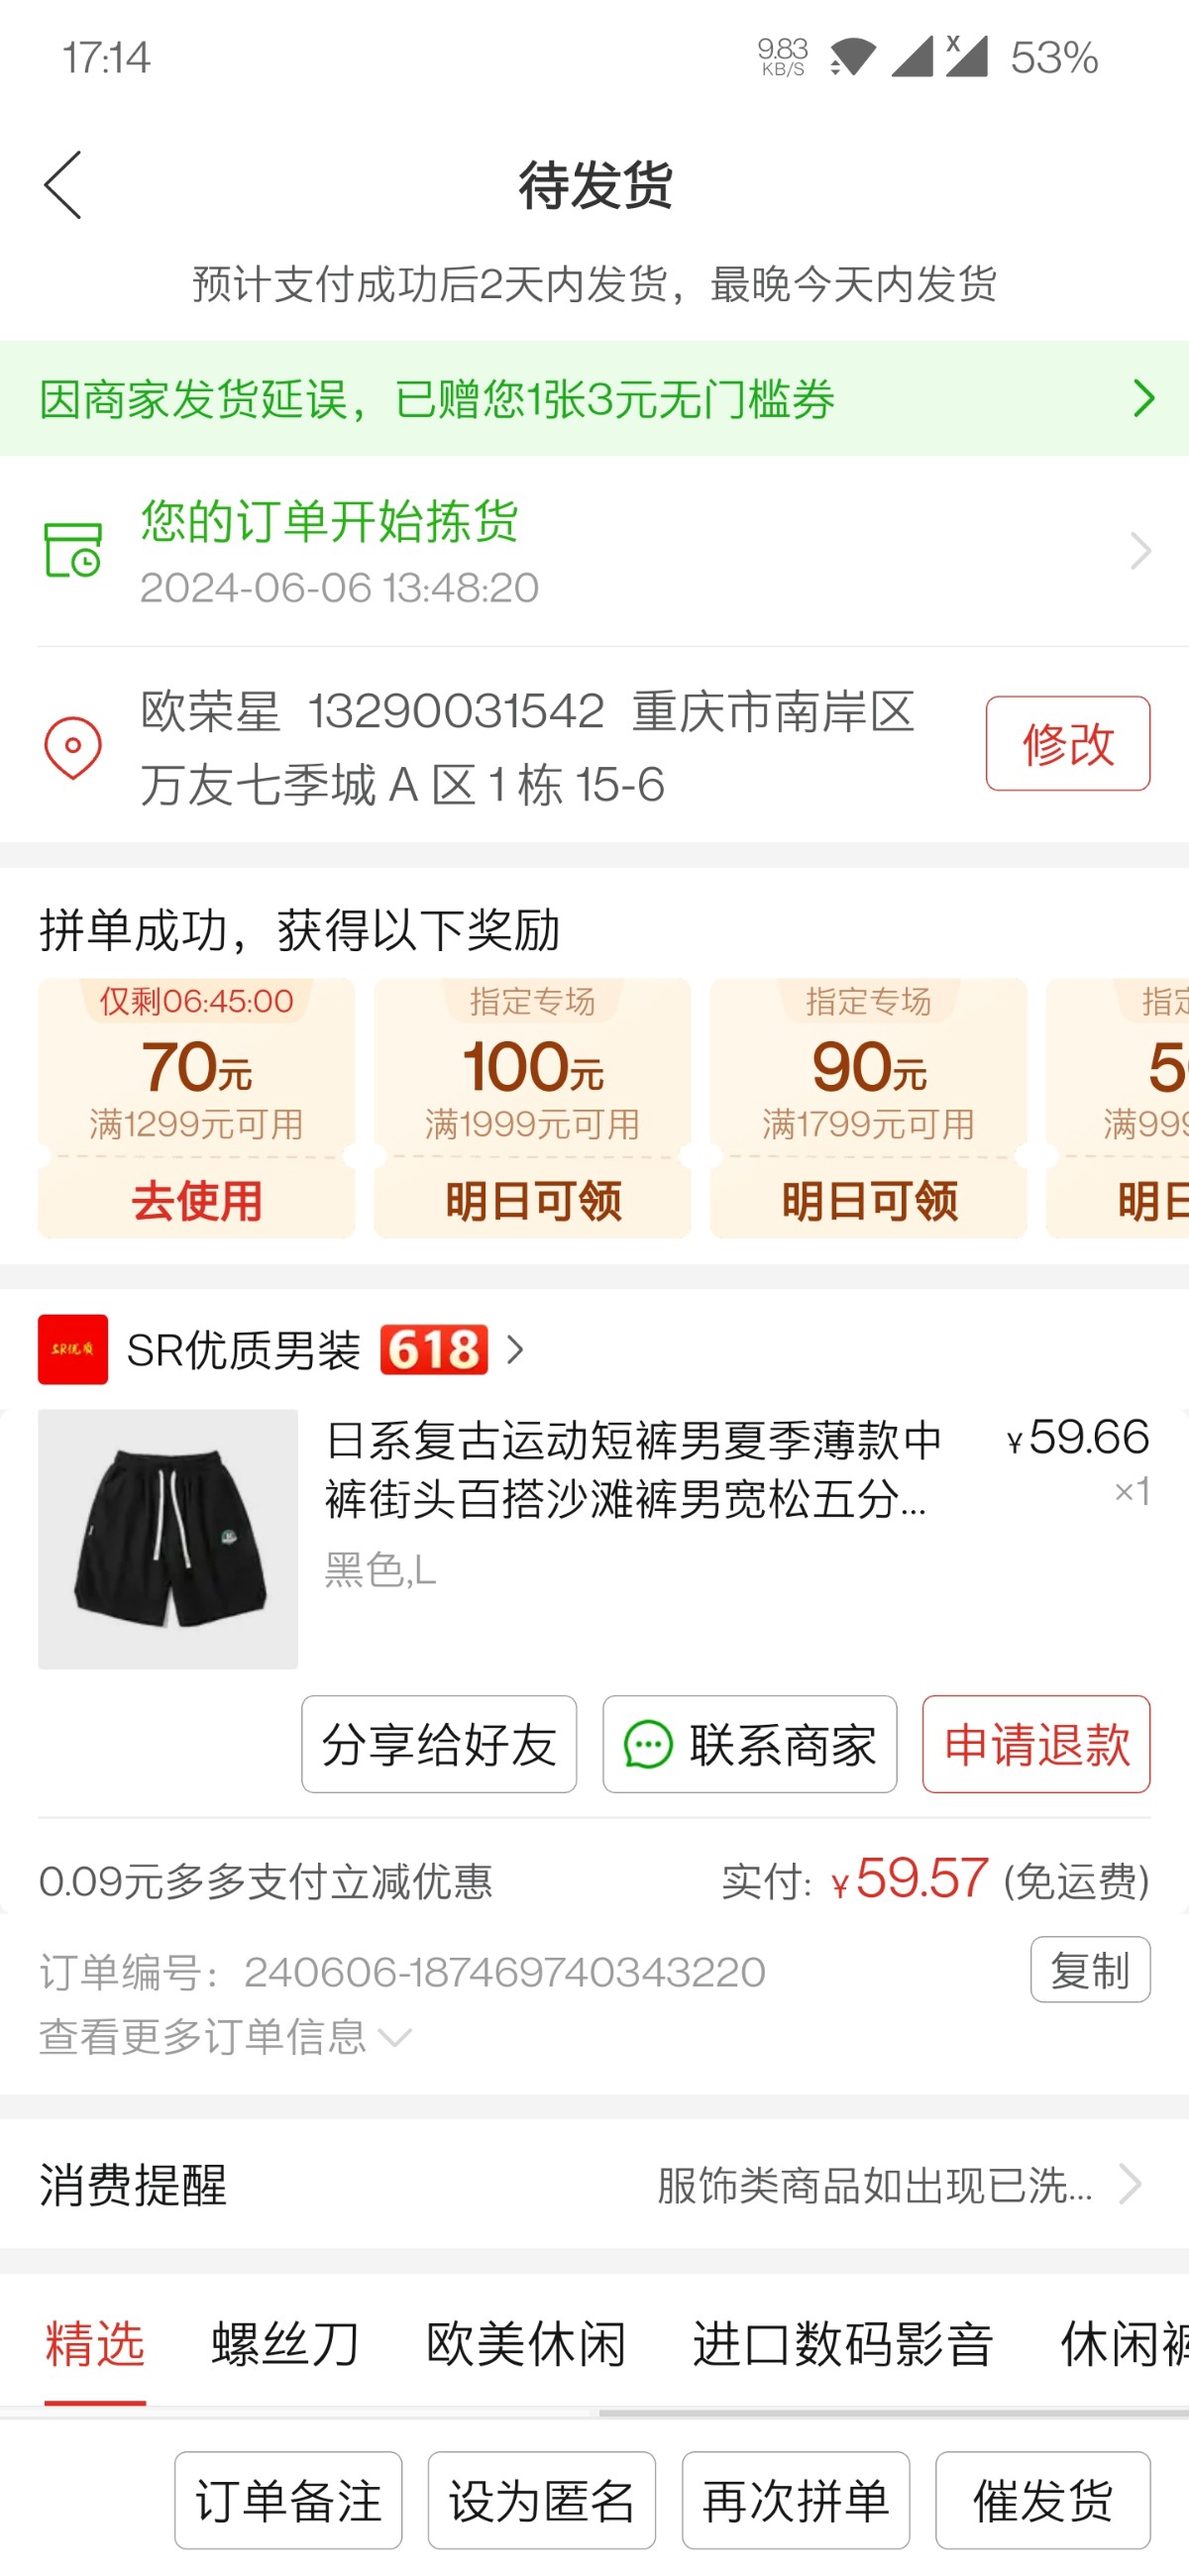 17:14
9.83
KB/S
X
53%
待发货
预计支付成功后2天内发货，最晚今天内发货
因商家发货延误，已赠您1张3元无门槛券
您的订单开始拣货
2024-06-06 13:48:20
欧荣星 13290031542 重庆市南岸区
万友七季城 A 区 1 栋 15-6
修改
拼单成功，获得以下奖励
仅剩06:45:00
70元
满1299元可用
去使用
指定专场
100元
满1999元可用
明日可领
指定专场
90元
满1799元可用
明日可领
指定
5
满999
明日
SR优质
SR优质男装 618
日系复古运动短裤男夏季薄款中
裤街头百搭沙滩裤男宽松五分...
¥59.66
×1
黑色,L
分享给好友
联系商家
申请退款
0.09元多多支付立减优惠
实付: ¥59.57 (免运费)
订单编号：240606-187469740343220
复制
查看更多订单信息
消费提醒
服饰类商品如出现已洗...
精选 螺丝刀 欧美休闲 进口数码影音 休闲裤
订单备注
设为匿名
再次拼单
催发货